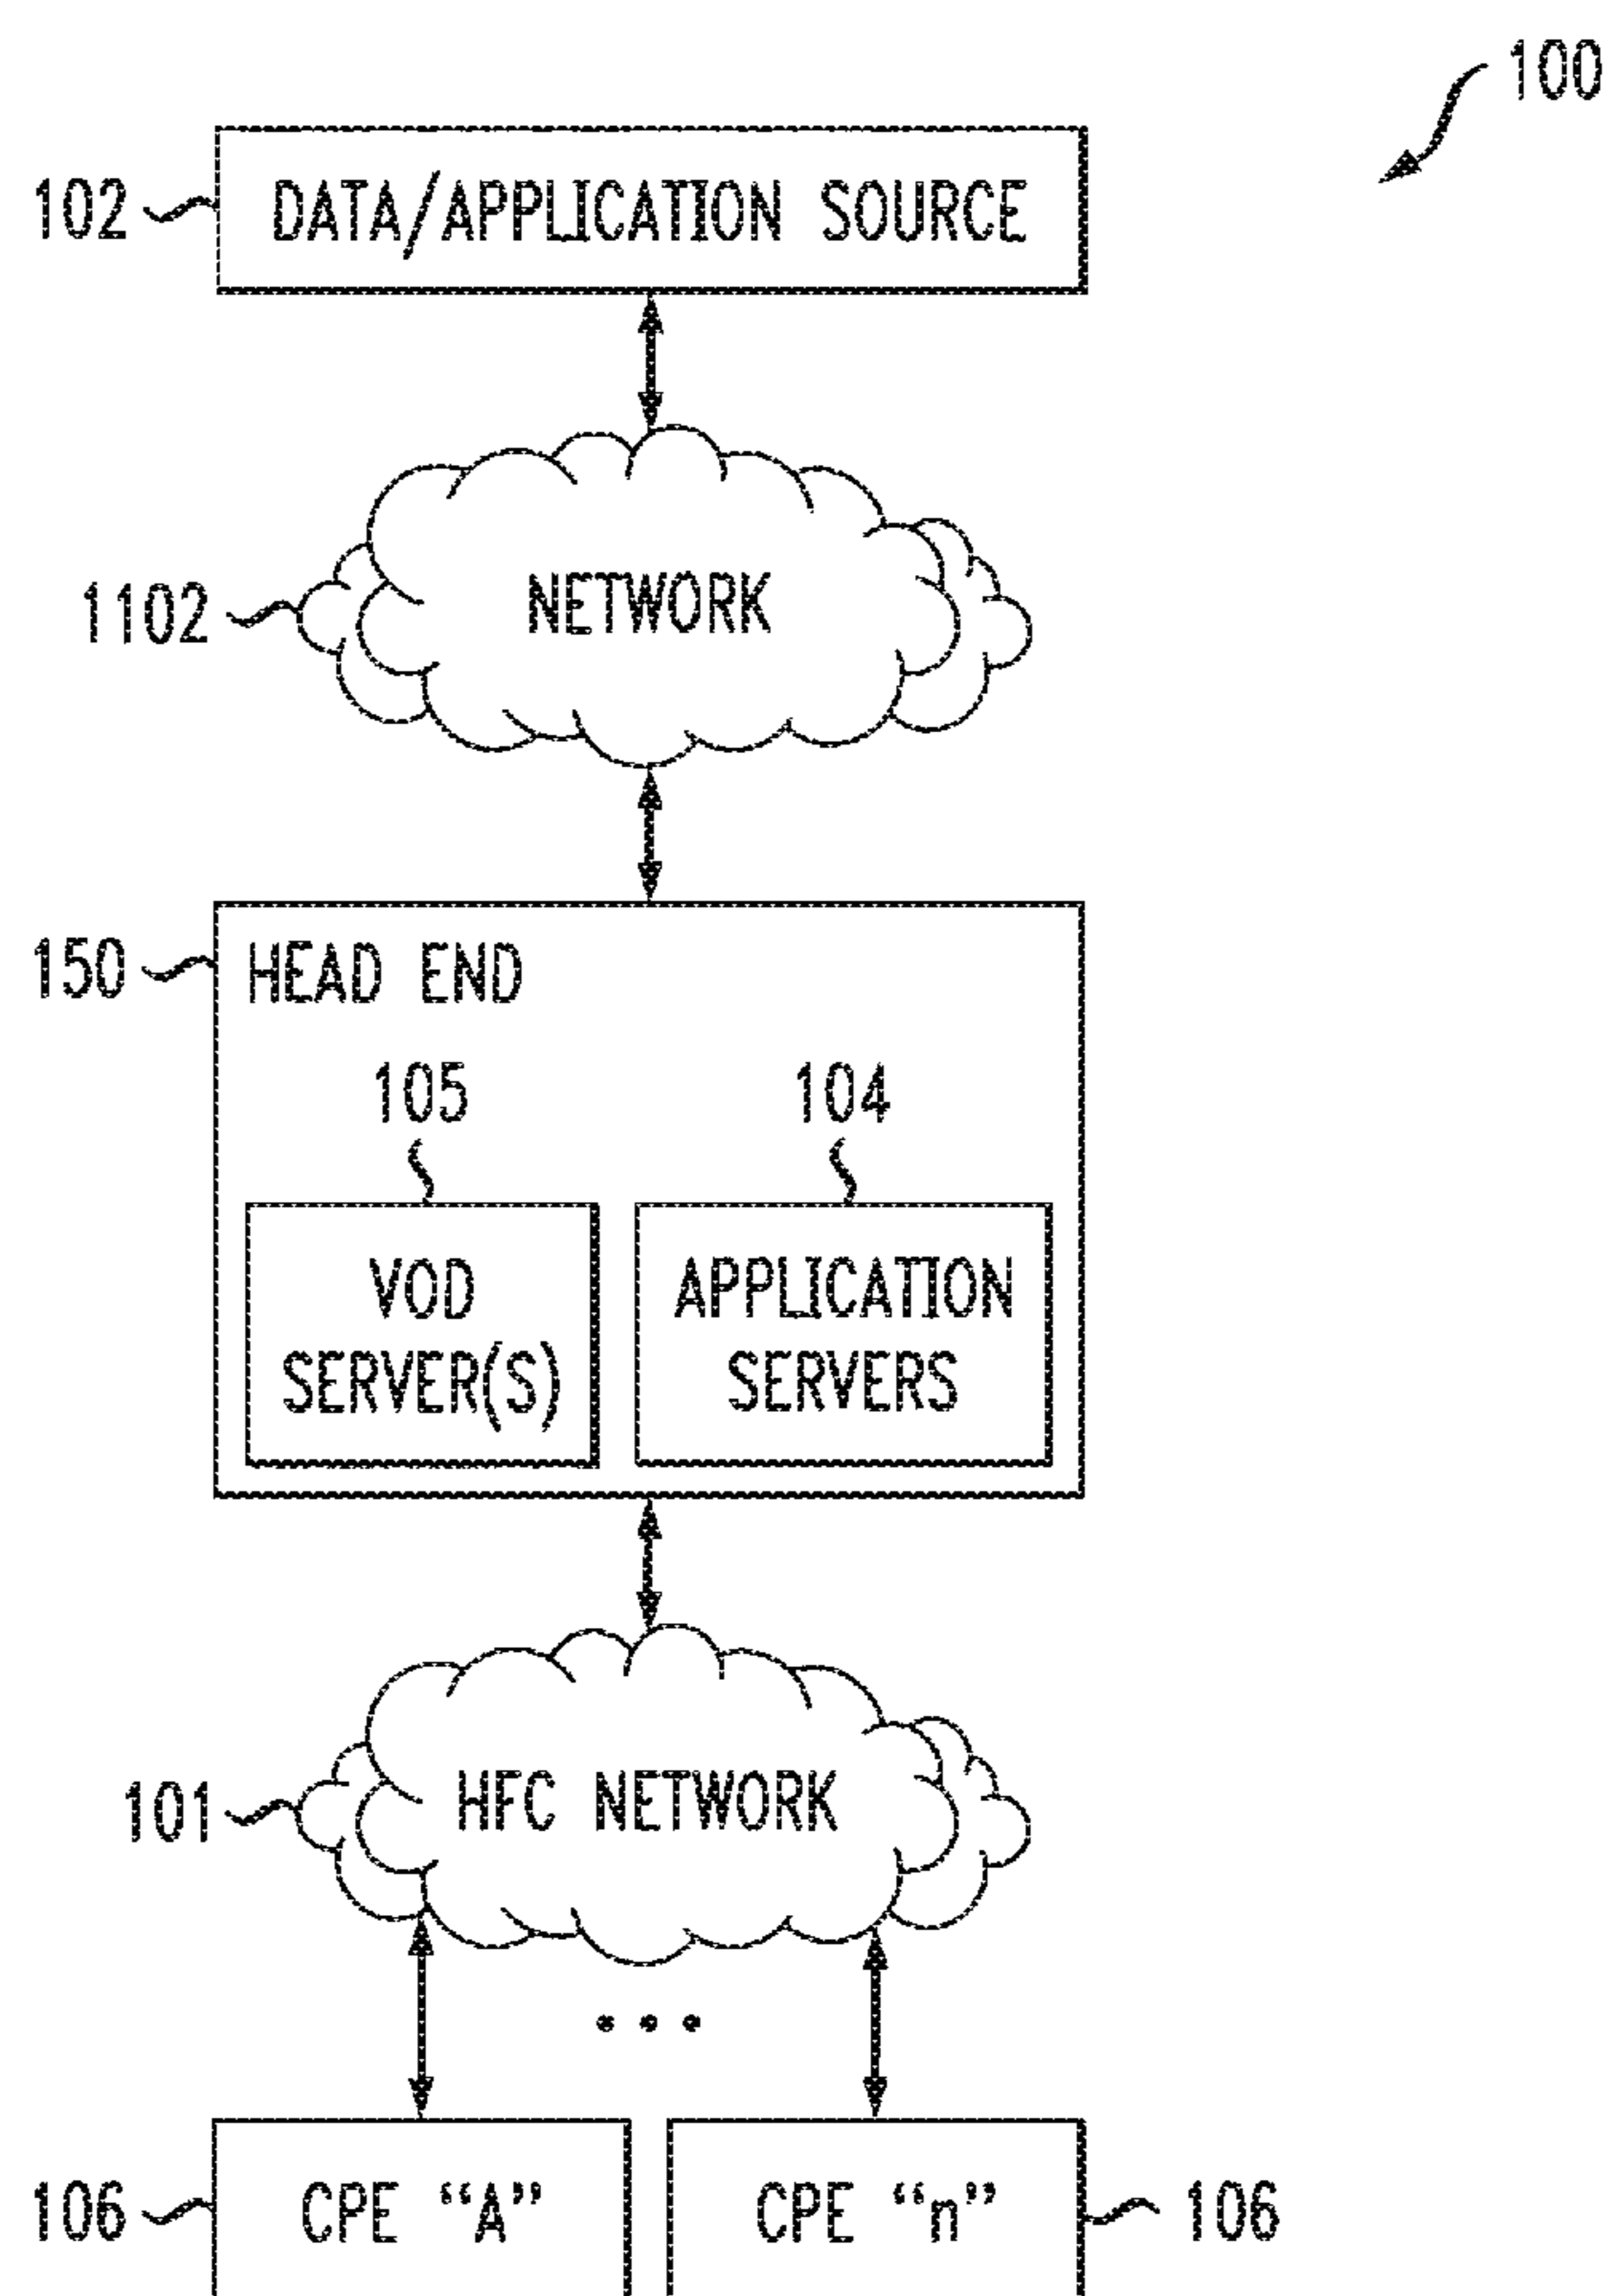 100
102 DATA/APPLICATION SOURCE
1102 NETWORK
150 HEAD END
105 104
VOD SERVER(S)
APPLICATION SERVERS
101 HFC NETWORK
106 CPE “A” CPE “n” 106